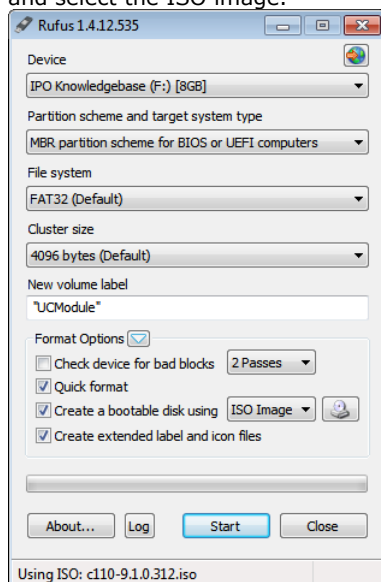 and select the ISO image.
Rufus 1.4.12.535
Device
IPO Knowledgebase (F:) [8GB]
Partition scheme and target system type
MBR partition scheme for BIOS or UEFI computers
File system
FAT32 (Default)
Cluster size
4096 bytes (Default)
New volume label
"UCModule"
Format Options
Check device for bad blocks 2 Passes
Quick format
Create a bootable disk using ISO Image
Create extended label and icon files
About... Log Start Close
Using ISO: c110-9.1.0.312.iso